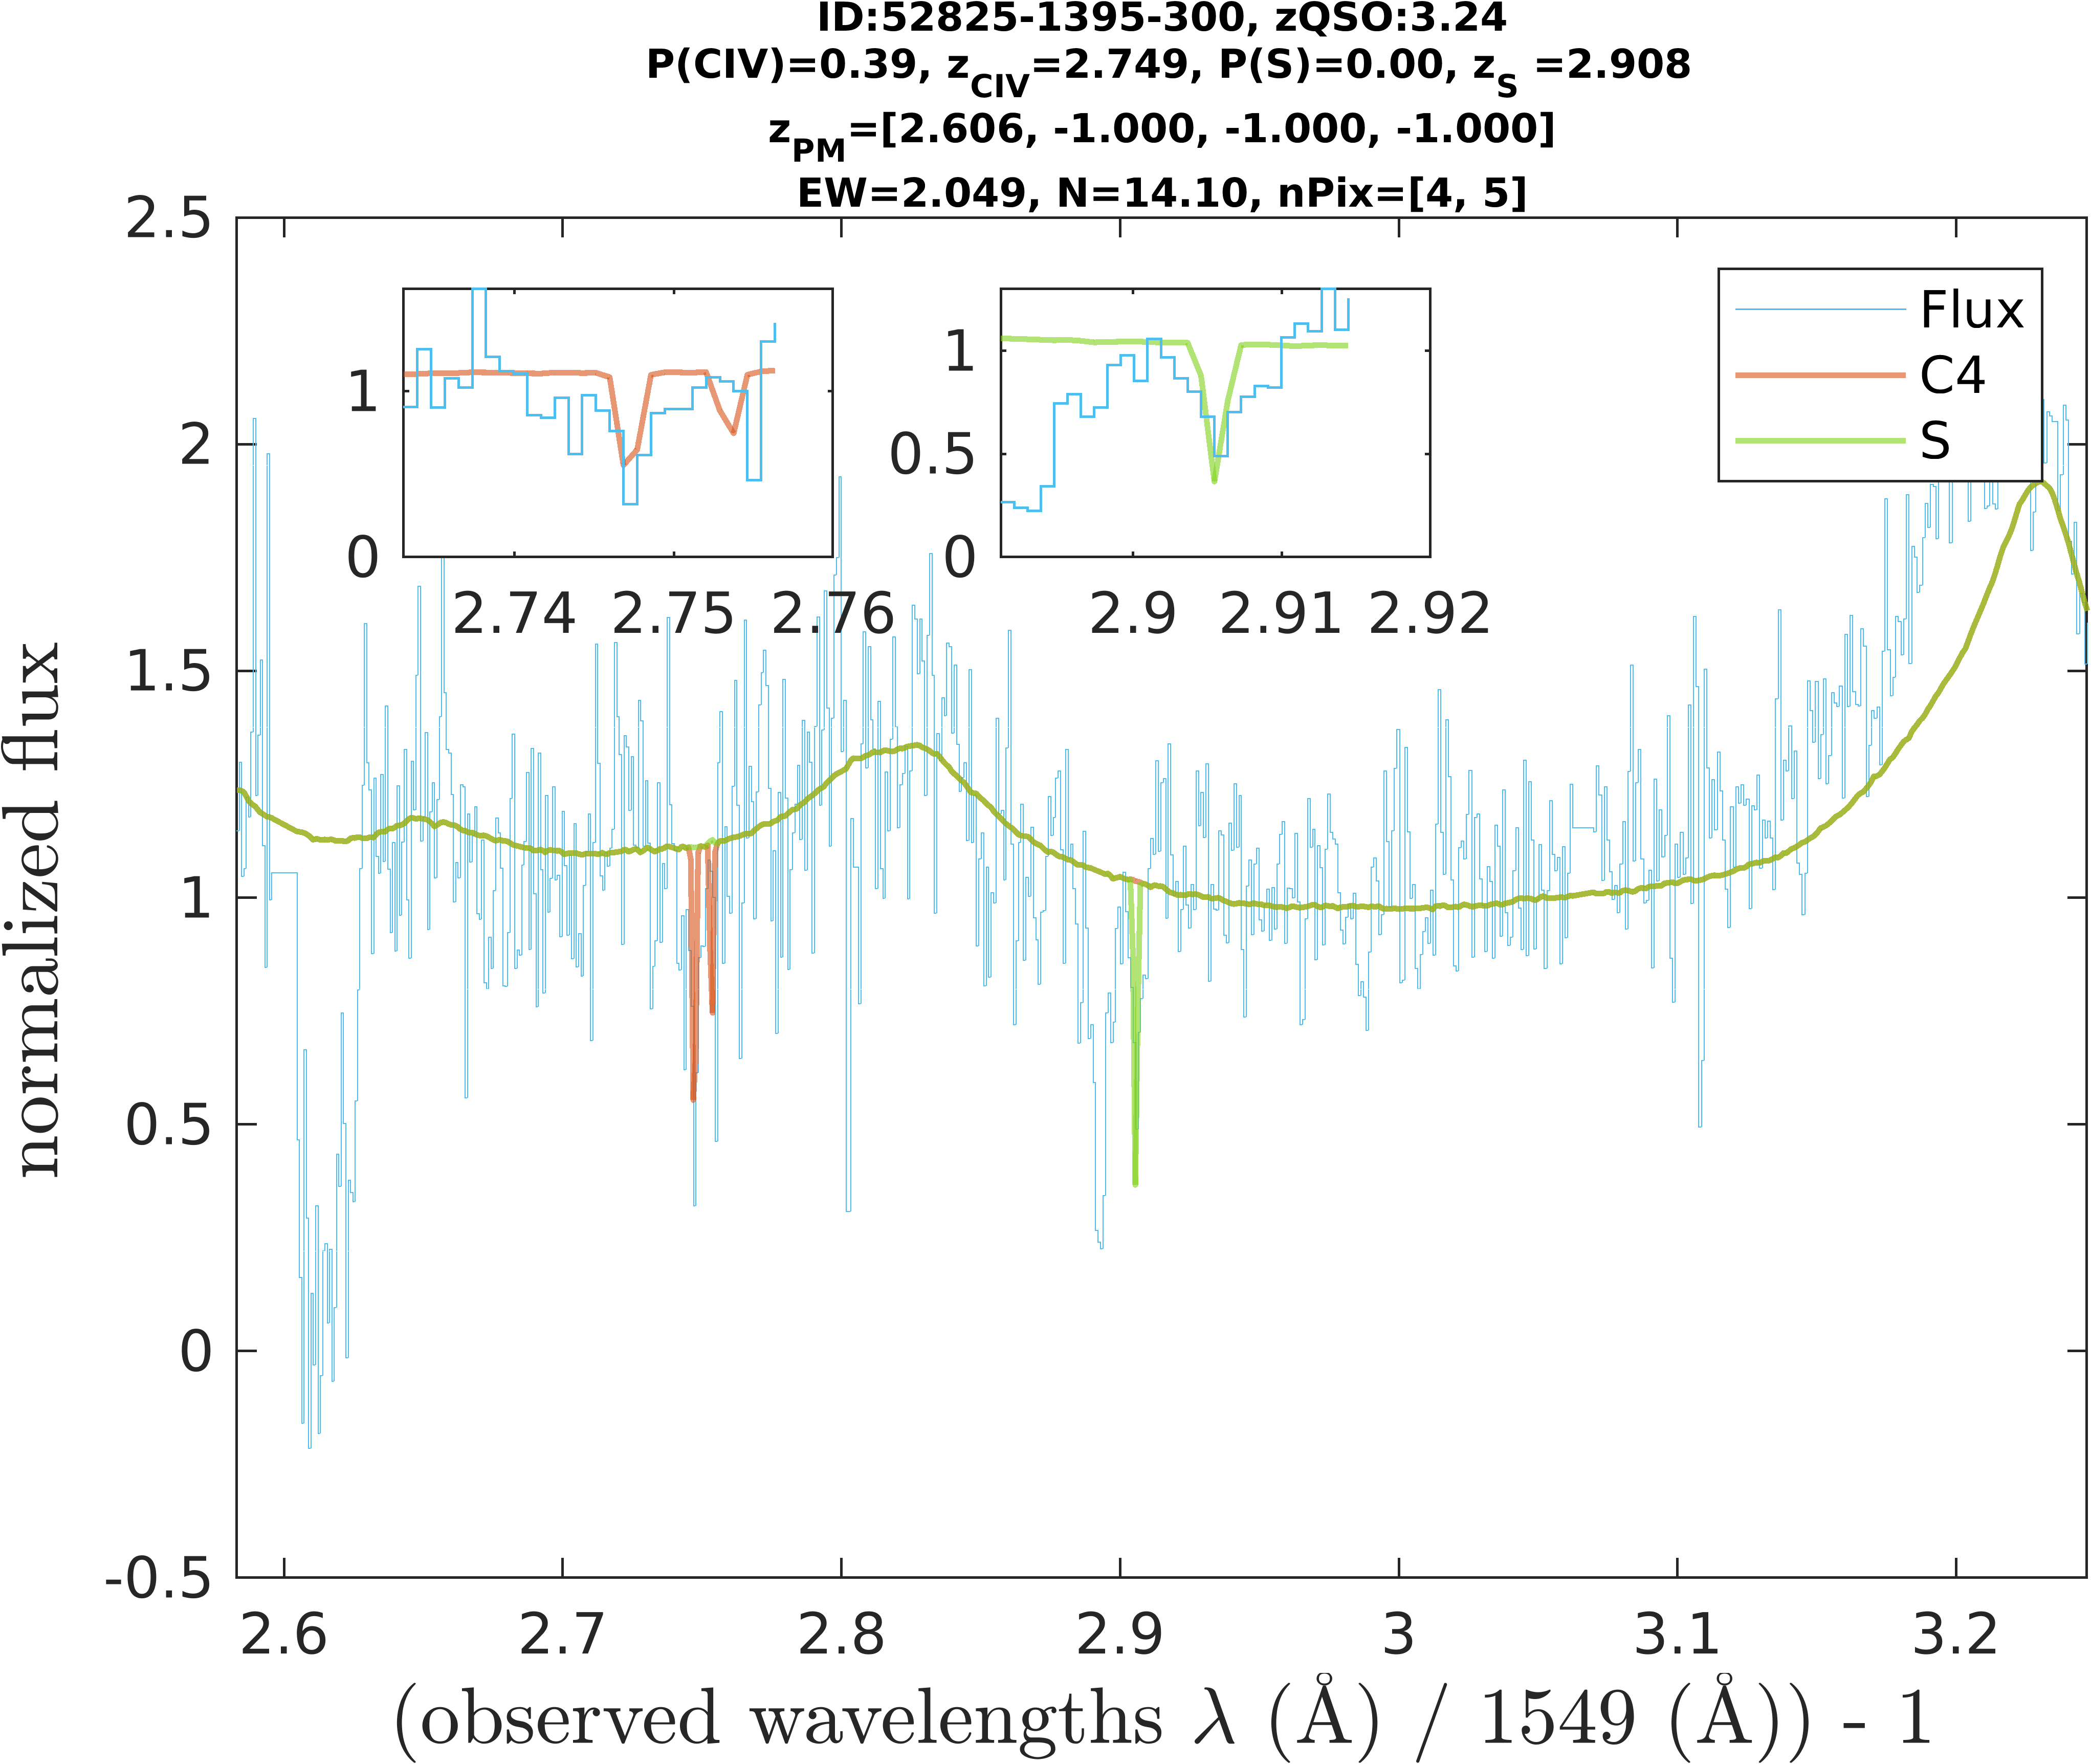 ID:52825-1395-300, zQSO:3.24
P(CIV)=0.39, zCIV=2.749, P(S)=0.00, zS =2.908
zPM=[2.606, -1.000, -1.000, -1.000]
EW=2.049, N=14.10, nPix=[4, 5]
2.5
2
1.5
1
0.5
0
-0.5
normalized flux
1
0
2.74 2.75 2.76
1
0.5
0
2.9 2.91 2.92
Flux
C4
S
2.6 2.7 2.8 2.9 3 3.1 3.2
(observed wavelengths λ (Å) / 1549 (Å)) - 1